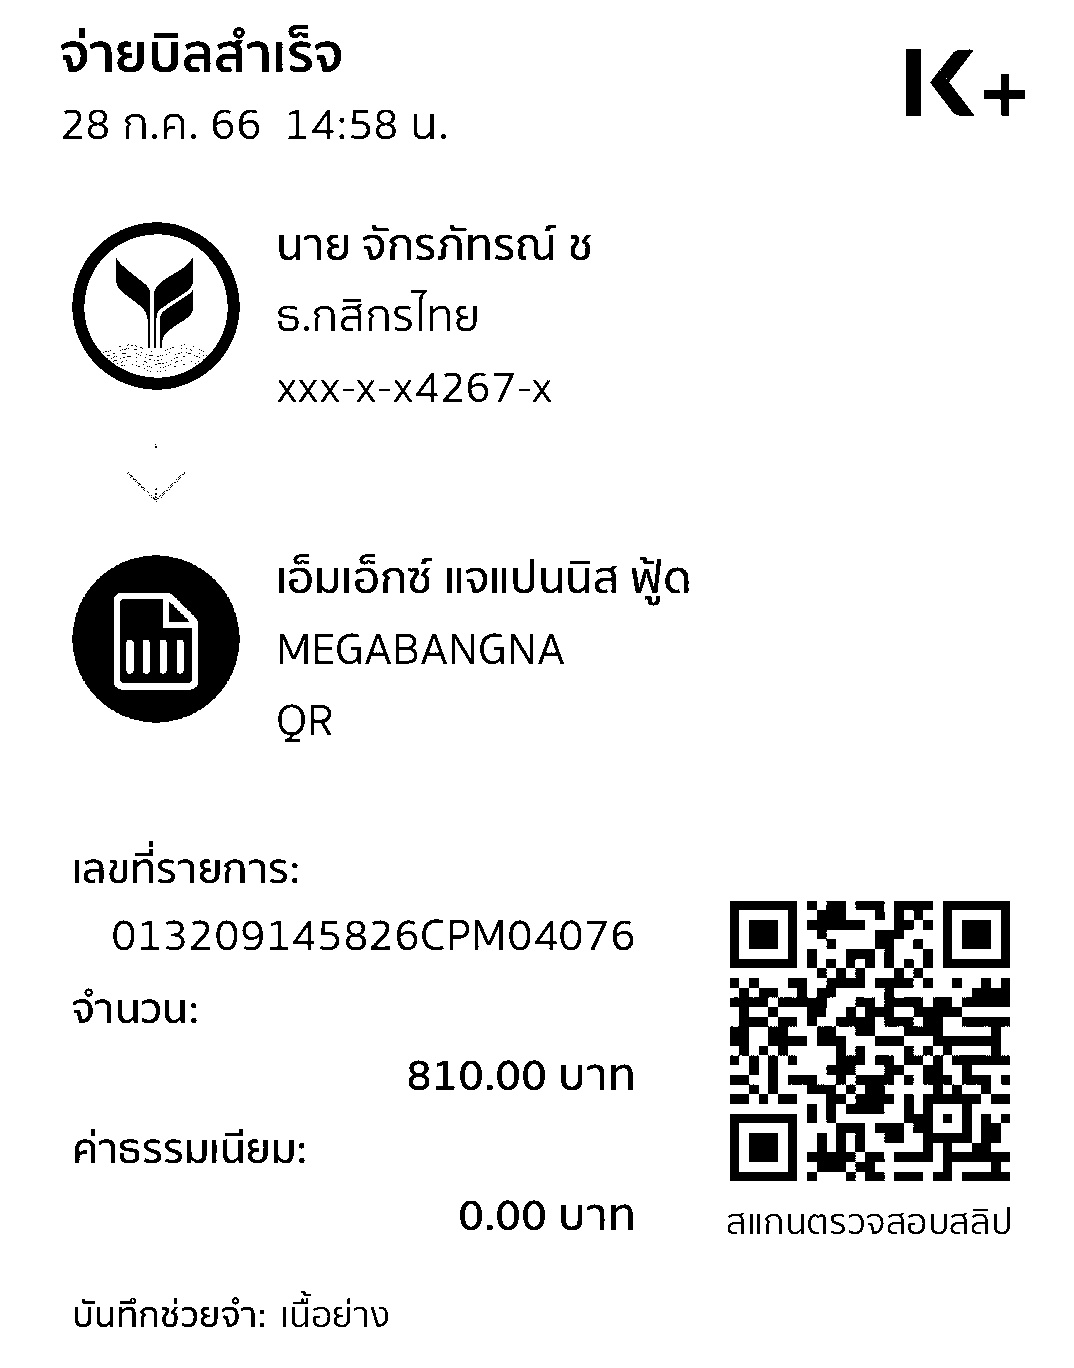 จ่ายบิลสำเร็จ
28 ก.ค. 66 14:58 น.
K+
นาย จักรภัทรณ์ ช
ธ.กสิกรไทย
xxx-x-x4267-x
เอ็มเอ็กซ์ แจแปนนิส ฟู้ด
MEGABANGNA
QR
เลขที่รายการ:
013209145826CPM04076
จำนวน:
810.00 บาท
ค่าธรรมเนียม:
0.00 บาท
สแกนตรวจสอบสลิป
บันทึกช่วยจำ: เนื้อย่าง